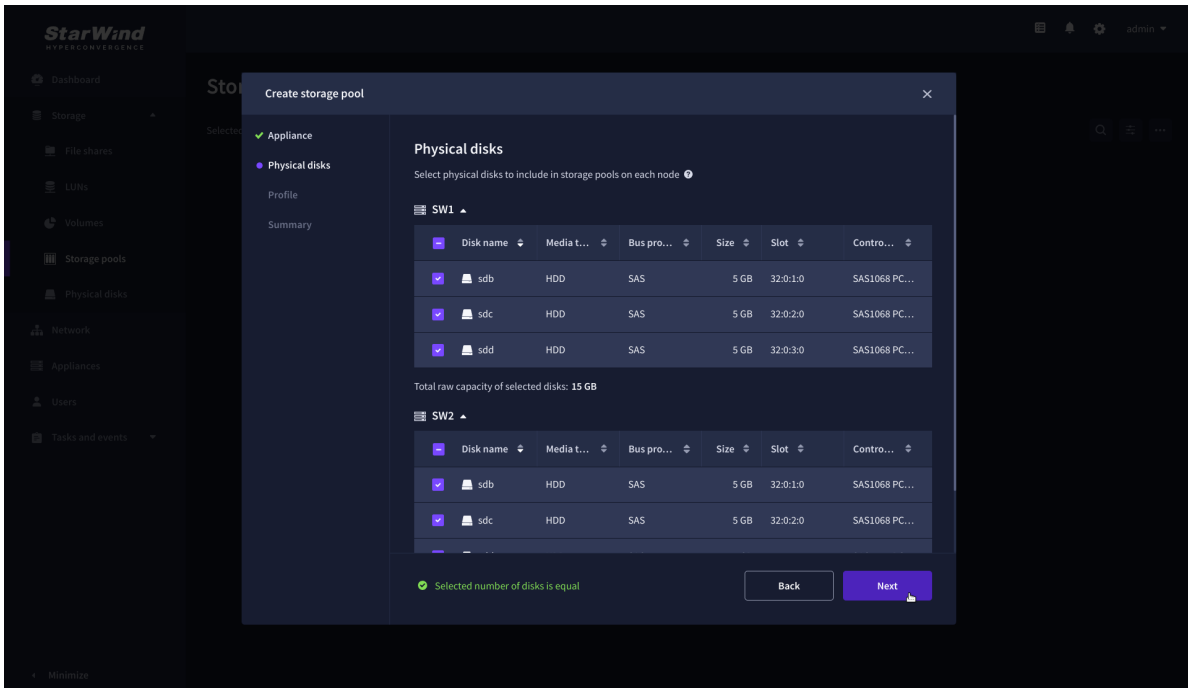 StarWind
HYPERCONVERGENCE
admin
Dashboard
Storage
File shares
LUNs
Volumes
Storage pools
Physical disks
Network
Appliances
Users
Tasks and events
Minimize
Stor
Selected
Create storage pool
Appliance
Physical disks
Profile
Summary
Physical disks
Select physical disks to include in storage pools on each node
SW1
Disk name Media t... Bus pro... Size Slot Contro...
sdb HDD SAS 5 GB 32:0:1:0 SAS1068 PC...
sdc HDD SAS 5 GB 32:0:2:0 SAS1068 PC...
sdd HDD SAS 5 GB 32:0:3:0 SAS1068 PC...
Total raw capacity of selected disks: 15 GB
SW2
Disk name Media t... Bus pro... Size Slot Contro...
sdb HDD SAS 5 GB 32:0:1:0 SAS1068 PC...
sdc HDD SAS 5 GB 32:0:2:0 SAS1068 PC...
Selected number of disks is equal
Back
Next